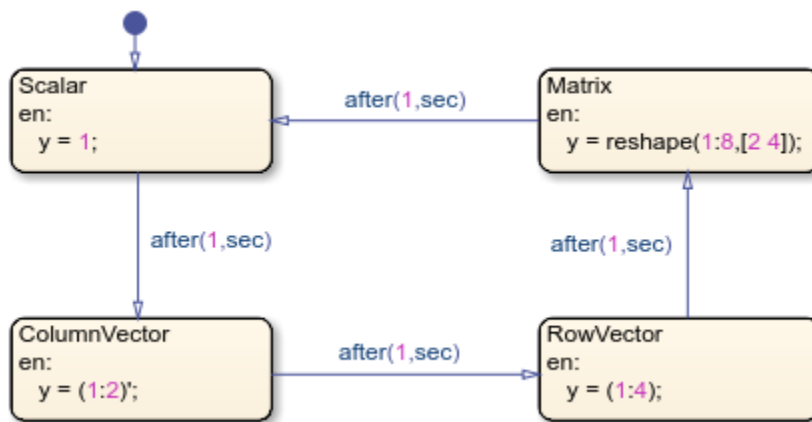 Scalar
en:
y = 1;
after(1,sec)
Matrix
en:
y = reshape(1:8,[2 4]);
after(1,sec)
after(1,sec)
ColumnVector
en:
y = (1:2)';
after(1,sec)
RowVector
en:
y = (1:4);